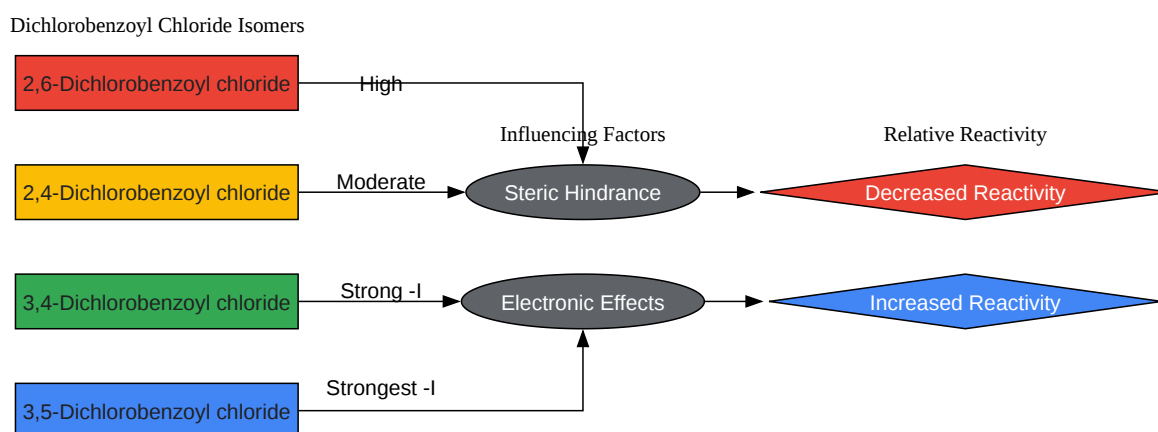 Dichlorobenzoyl Chloride Isomers
2,6-Dichlorobenzoyl chloride
High
Influencing Factors
Relative Reactivity
2,4-Dichlorobenzoyl chloride
Moderate
Steric Hindrance
Decreased Reactivity
3,4-Dichlorobenzoyl chloride
Strong -I
Electronic Effects
Increased Reactivity
Strongest -I
3,5-Dichlorobenzoyl chloride